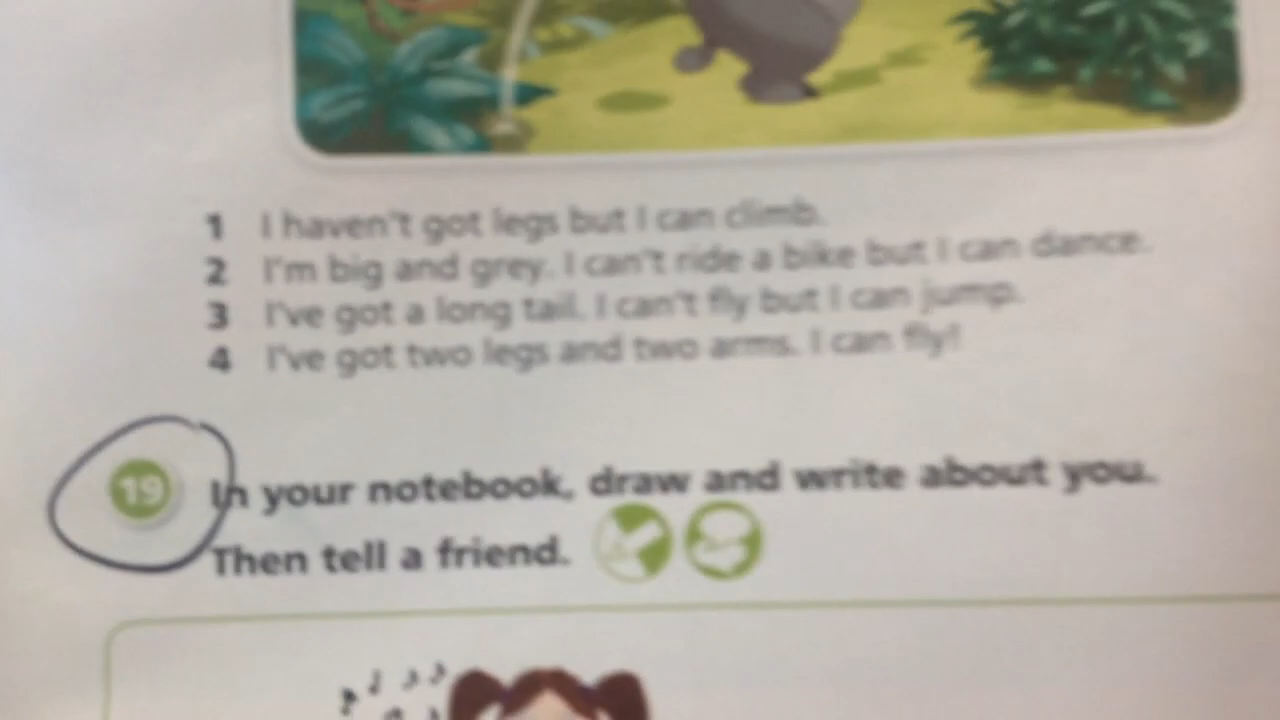 1 I haven't got legs but I can climb.
2 I'm big and grey. I can't ride a bike but I can dance.
3 I've got a long tail. I can't fly but I can jump.
4 I've got two legs and two arms. I can fly!
19 In your notebook, draw and write about you.
Then tell a friend.